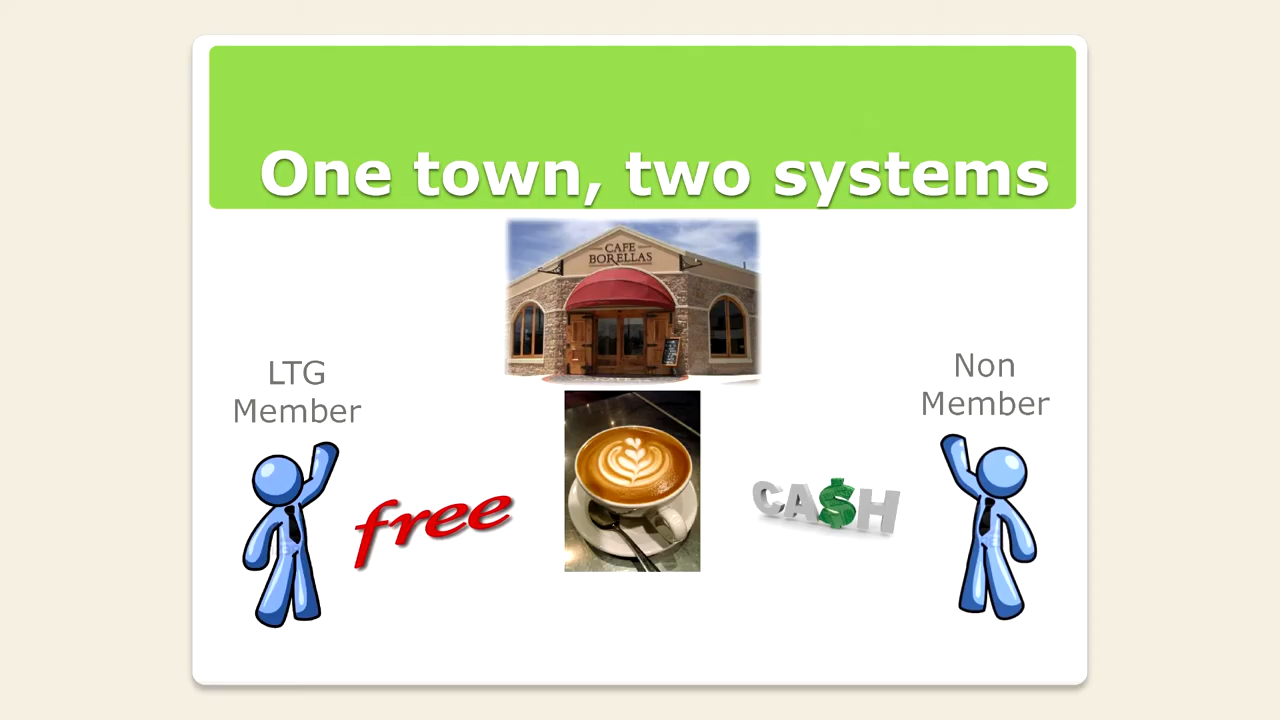 One town, two systems
CAFE
BORELLAS
LTG
Member
Non
Member
free
CA$H